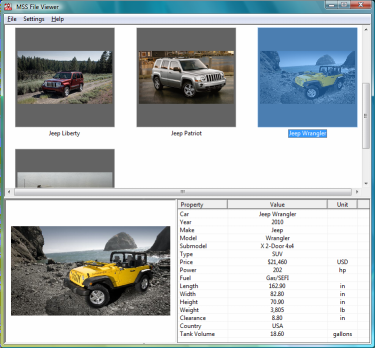 MSS File Viewer
File Settings Help
Jeep Liberty
Jeep Patriot
Jeep Wrangler
Property Value Unit
Car Jeep Wrangler
Year 2010
Make Jeep
Model Wrangler
Submodel X 2-Door 4x4
Type SUV
Price $21,460 USD
Power 202 hp
Fuel Gas/SEFI
Length 162.90 in
Width 82.80 in
Height 70.90 in
Weight 3,805 lb
Clearance 8.80 in
Country USA
Tank Volume 18.60 gallons